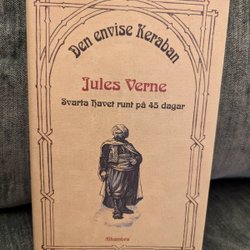 Den envise Keraban
Jules Verne
Svarta Havet runt på 45 dagar
Alhambra